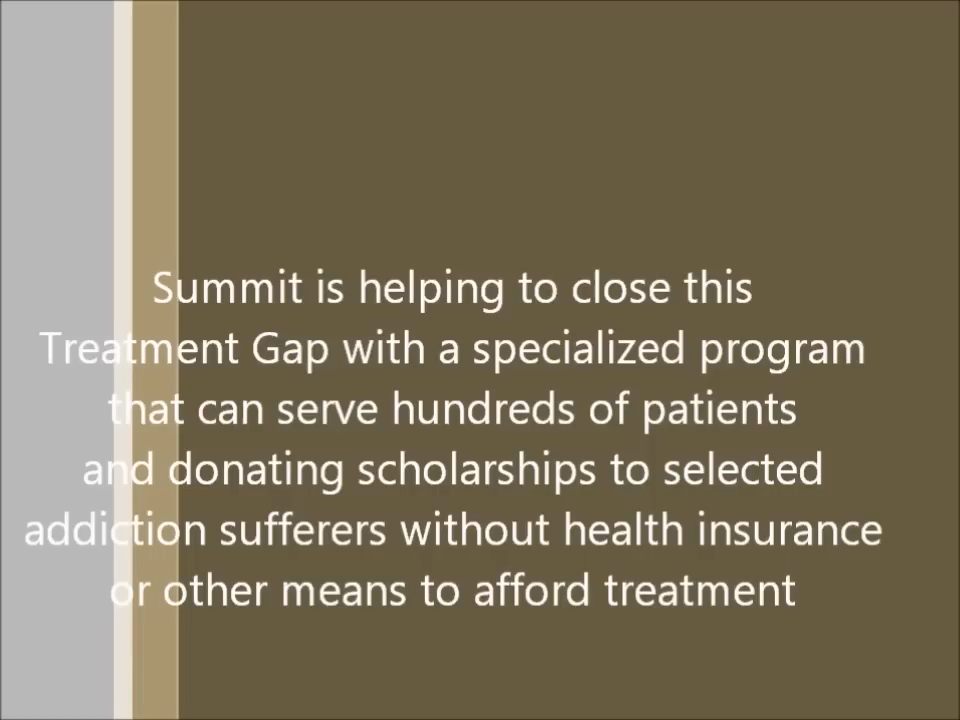 Summit is helping to close this
Treatment Gap with a specialized program
that can serve hundreds of patients
and donating scholarships to selected
addiction sufferers without health insurance
or other means to afford treatment